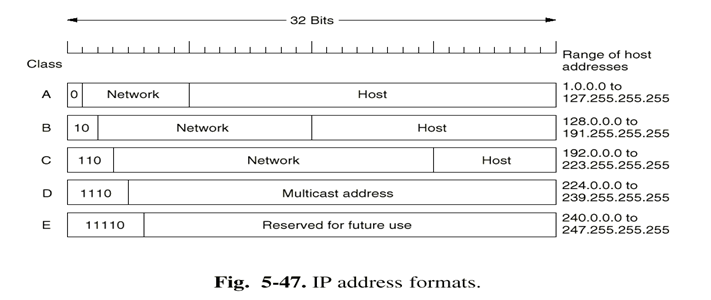 32 Bits
Class
Range of host
addresses
A 0 Network Host 1.0.0.0 to
127.255.255.255
B 10 Network Host 128.0.0.0 to
191.255.255.255
C 110 Network Host 192.0.0.0 to
223.255.255.255
D 1110 Multicast address 224.0.0.0 to
239.255.255.255
E 11110 Reserved for future use 240.0.0.0 to
247.255.255.255
Fig. 5-47. IP address formats.